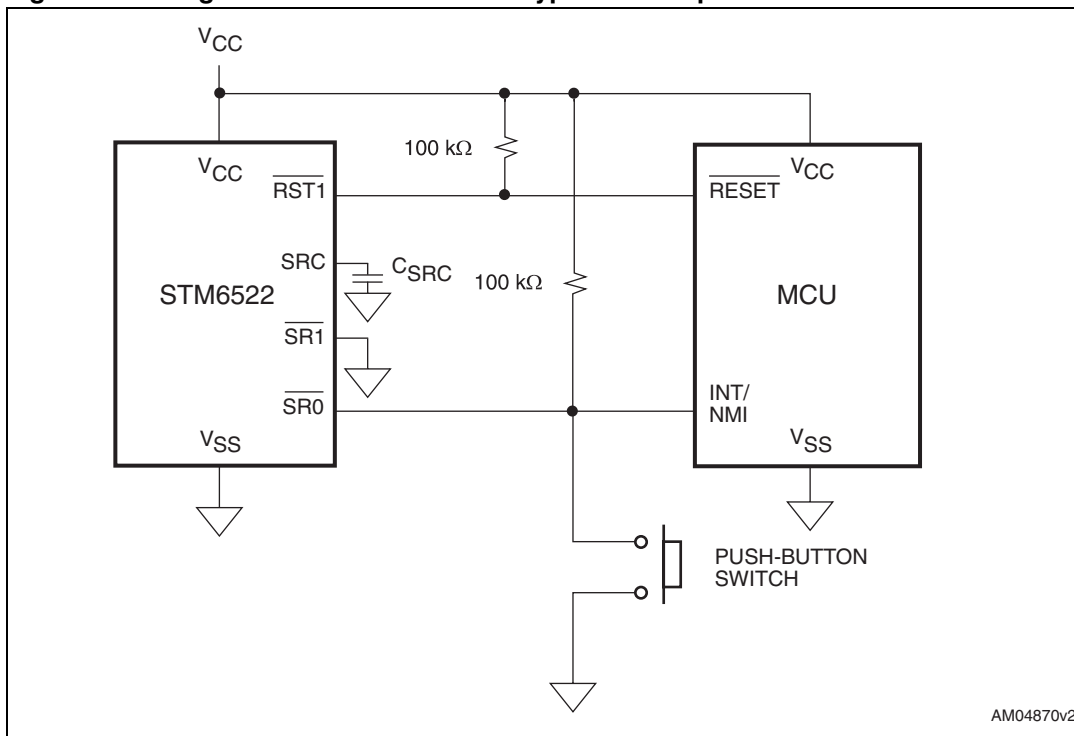 VCC
100 kΩ
VCC
RST1
SRC
CSRC
STM6522
SR1
SR0
VSS
100 kΩ
VCC
RESET
MCU
INT/
NMI
VSS
PUSH-BUTTON
SWITCH
AM04870v2